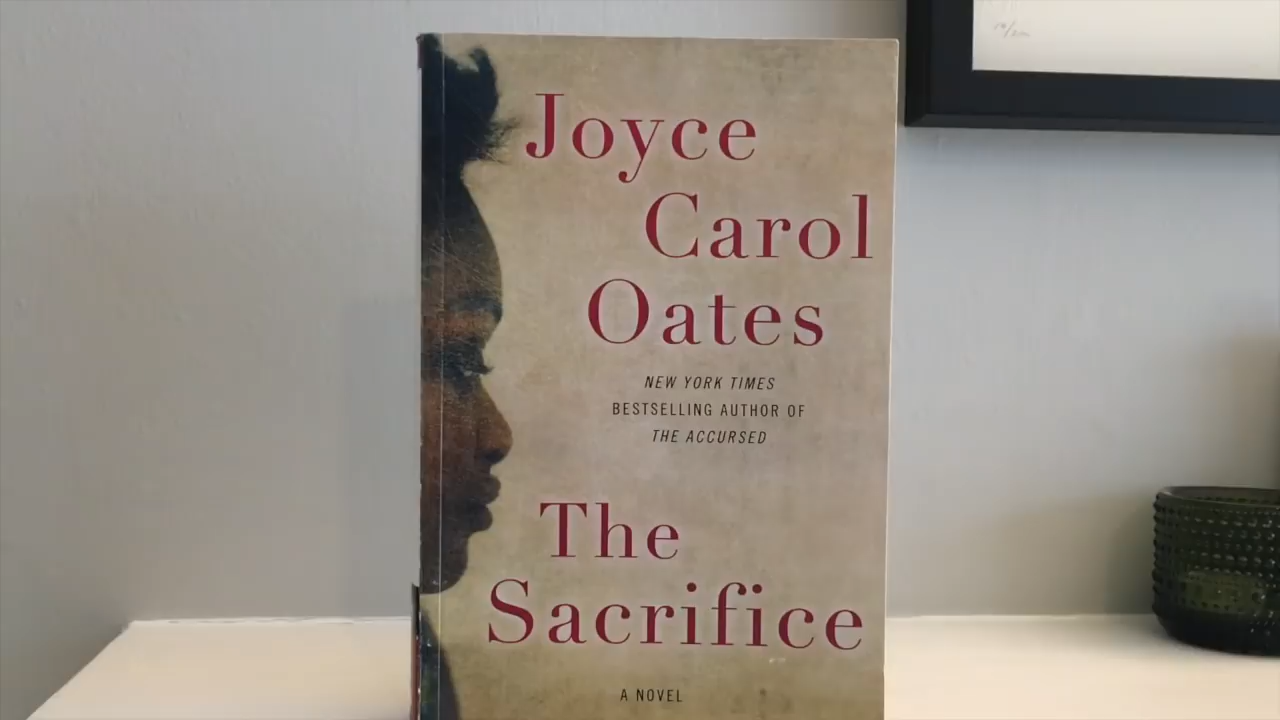 Joyce
Carol
Oates
NEW YORK TIMES
BESTSELLING AUTHOR OF
THE ACCURSED
The
Sacrifice
A NOVEL